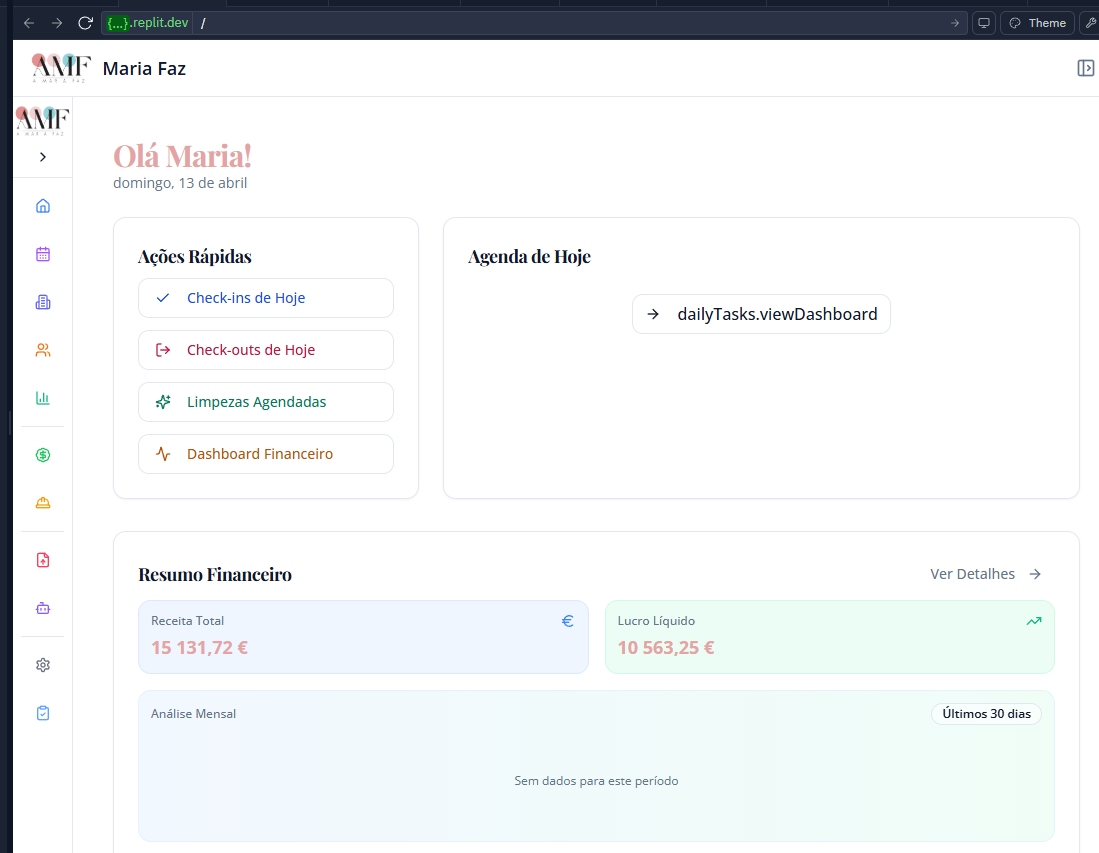 {...}.replit.dev /
Theme
AMF
A MAR A FAZ
Maria Faz
AMF
A MAR A FAZ
Olá Maria!
domingo, 13 de abril
Ações Rápidas
Check-ins de Hoje
Check-outs de Hoje
Limpezas Agendadas
Dashboard Financeiro
Agenda de Hoje
dailyTasks.viewDashboard
Resumo Financeiro
Ver Detalhes
Receita Total
€
15 131,72 €
Lucro Líquido
10 563,25 €
Análise Mensal
Últimos 30 dias
Sem dados para este período